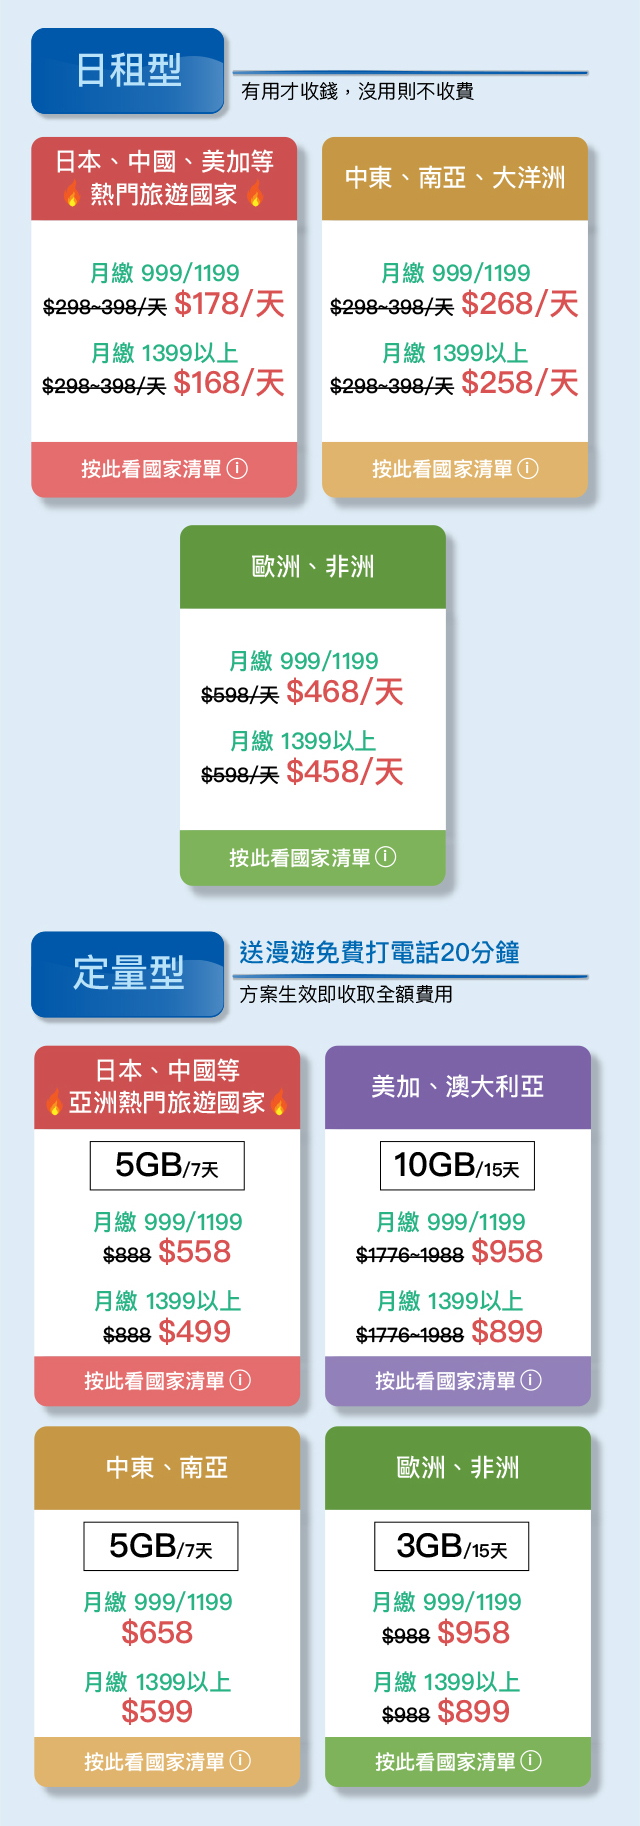 日租型
有用才收錢，沒用則不收費
日本、中國、美加等
熱門旅遊國家
月繳 999/1199
$298~398/天 $178/天
月繳 1399以上
$298~398/天 $168/天
按此看國家清單 ⓘ
中東、南亞、大洋洲
月繳 999/1199
$298~398/天 $268/天
月繳 1399以上
$298~398/天 $258/天
按此看國家清單 ⓘ
歐洲、非洲
月繳 999/1199
$598/天 $468/天
月繳 1399以上
$598/天 $458/天
按此看國家清單 ⓘ
定量型
送漫遊免費打電話20分鐘
方案生效即收取全額費用
日本、中國等
亞洲熱門旅遊國家
5GB/7天
月繳 999/1199
$888 $558
月繳 1399以上
$888 $499
按此看國家清單 ⓘ
美加、澳大利亞
10GB/15天
月繳 999/1199
$1776~1988 $958
月繳 1399以上
$1776~1988 $899
按此看國家清單 ⓘ
中東、南亞
5GB/7天
月繳 999/1199
$658
月繳 1399以上
$599
按此看國家清單 ⓘ
歐洲、非洲
3GB/15天
月繳 999/1199
$988 $958
月繳 1399以上
$988 $899
按此看國家清單 ⓘ